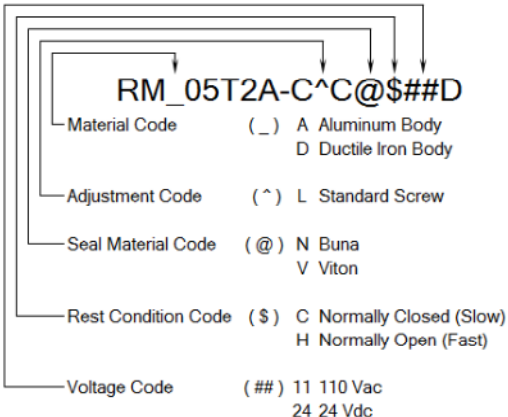 RM_05T2A-C^C@$##D
Material Code ( _ ) A Aluminum Body
D Ductile Iron Body
Adjustment Code ( ^ ) L Standard Screw
Seal Material Code ( @ ) N Buna
V Viton
Rest Condition Code ( $ ) C Normally Closed (Slow)
H Normally Open (Fast)
Voltage Code ( ## ) 11 110 Vac
24 24 Vdc